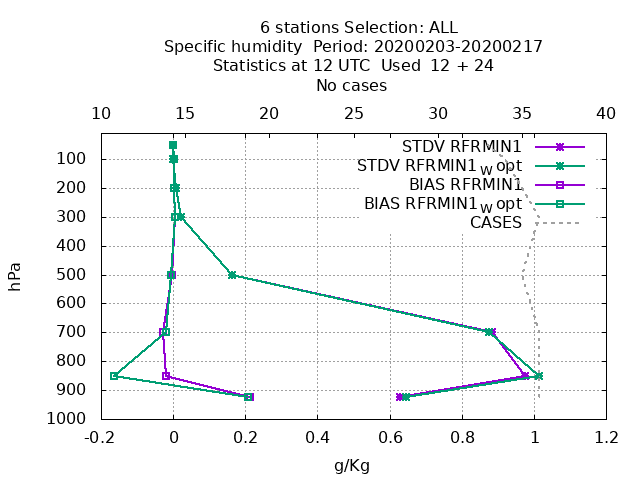 6 stations Selection: ALL
Specific humidity  Period: 20200203-20200217
Statistics at 12 UTC  Used  12 + 24
No cases
10 15 20 25 30 35 40
STDV RFRMIN1
STDV RFRMIN1w opt
BIAS RFRMIN1
BIAS RFRMIN1w opt
CASES
hPa
100
200
300
400
500
600
700
800
900
1000
-0.2 0 0.2 0.4 0.6 0.8 1 1.2
g/Kg